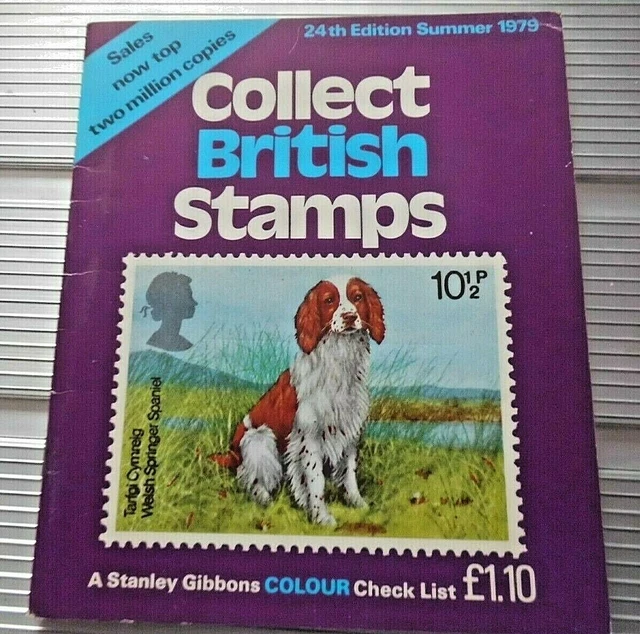 Sales
now top
two million copies
24th Edition Summer 1979
Collect
British
Stamps
10½P
Tarfgi Cymreig
Welsh Springer Spaniel
A Stanley Gibbons COLOUR Check List £1.10